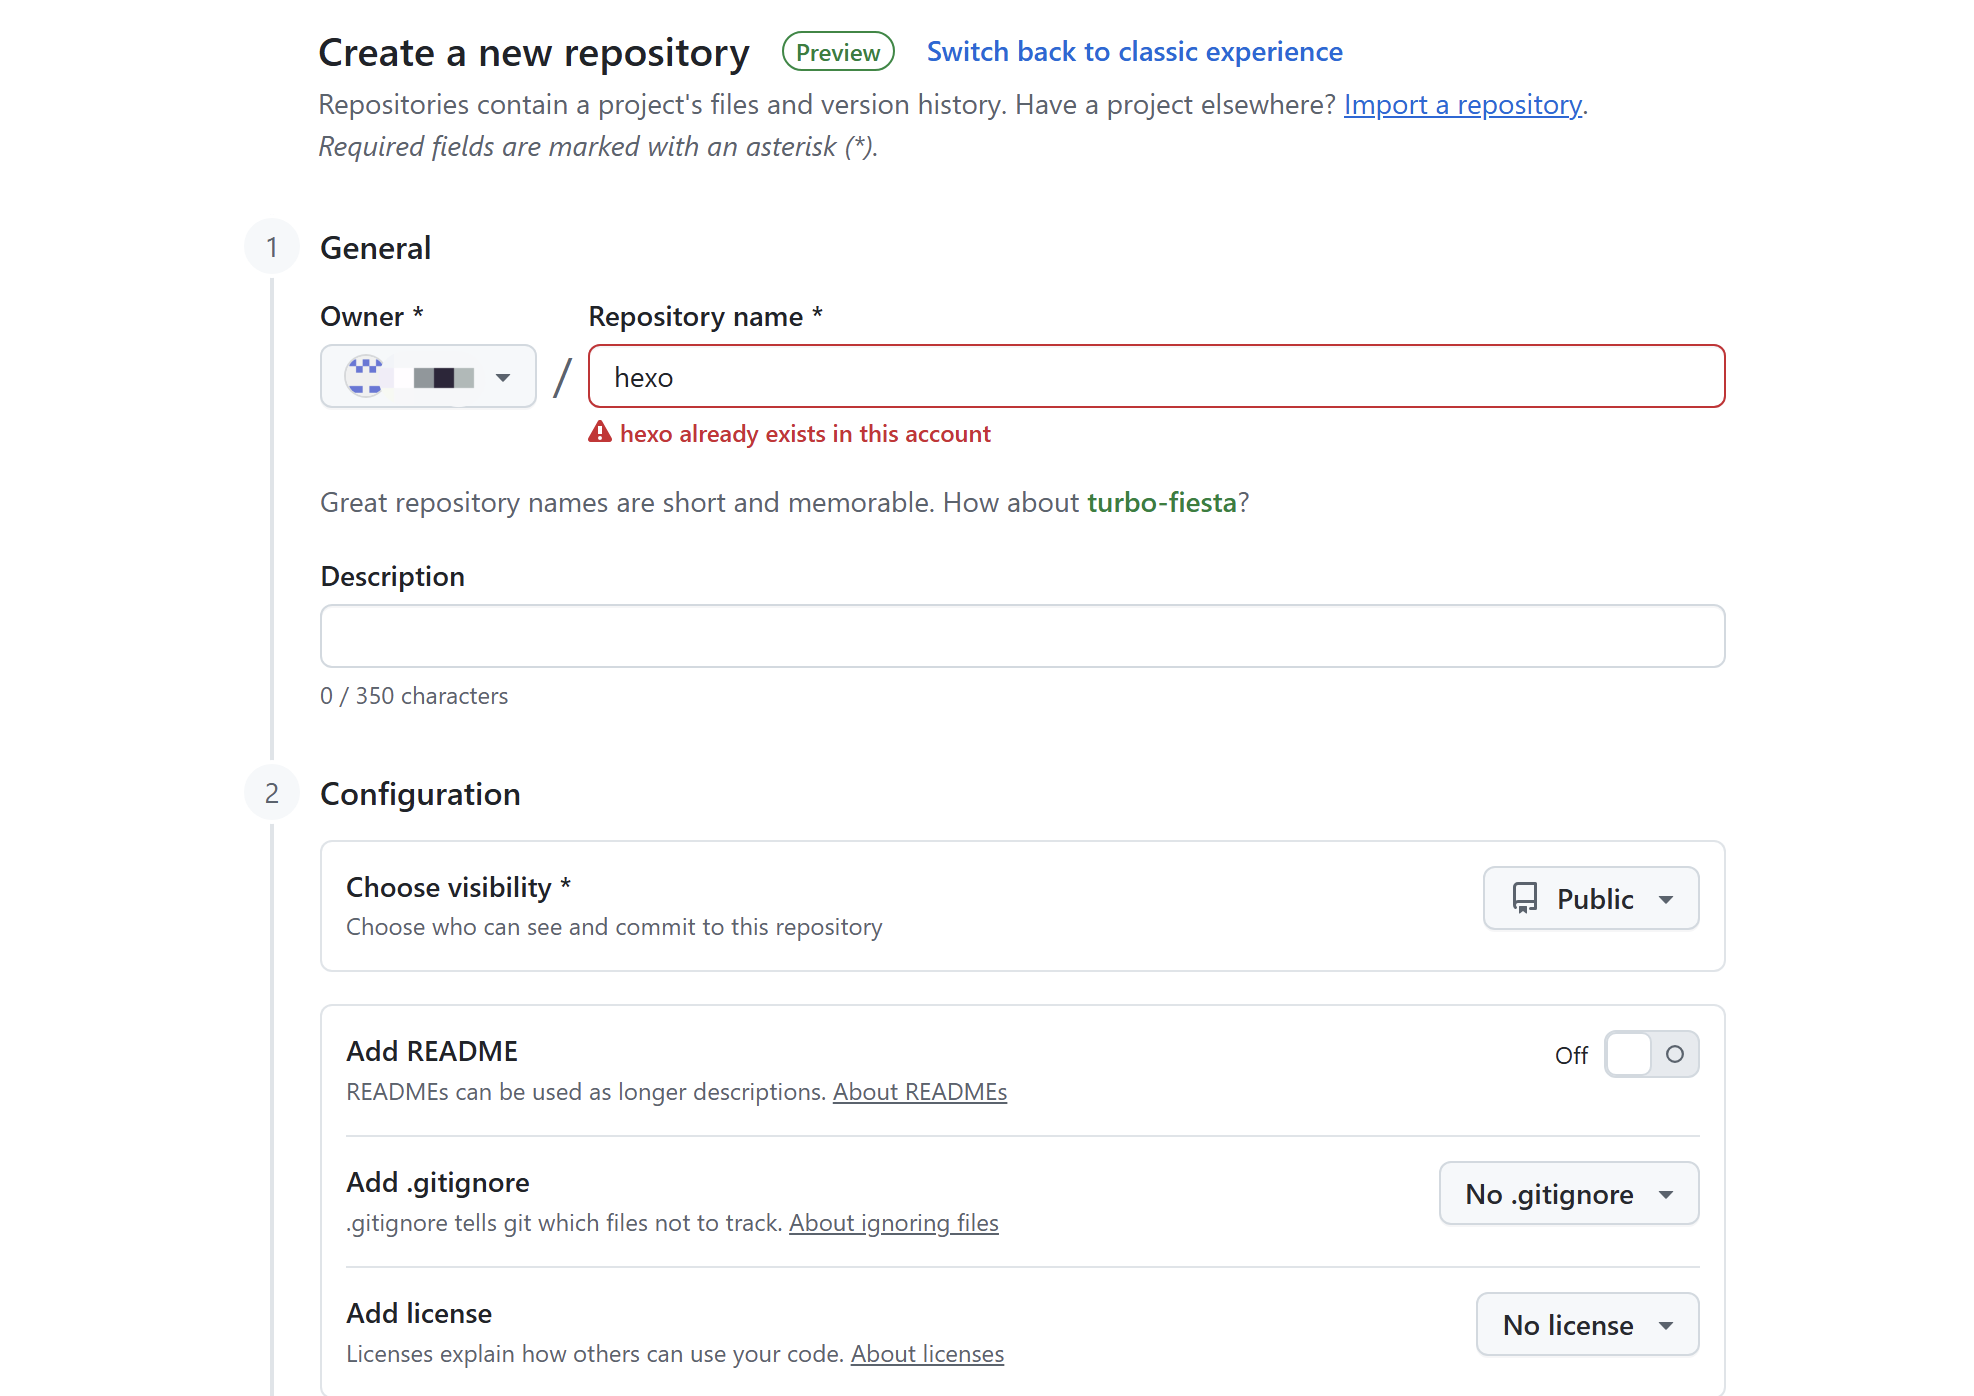 Create a new repository Preview Switch back to classic experience
Repositories contain a project's files and version history. Have a project elsewhere? Import a repository.
Required fields are marked with an asterisk (*).
1 General
Owner * Repository name *
/ hexo
hexo already exists in this account
Great repository names are short and memorable. How about turbo-fiesta?
Description
0 / 350 characters
2 Configuration
Choose visibility *
Public
Choose who can see and commit to this repository
Add README
Off
READMEs can be used as longer descriptions. About READMEs
Add .gitignore
No .gitignore
.gitignore tells git which files not to track. About ignoring files
Add license
No license
Licenses explain how others can use your code. About licenses